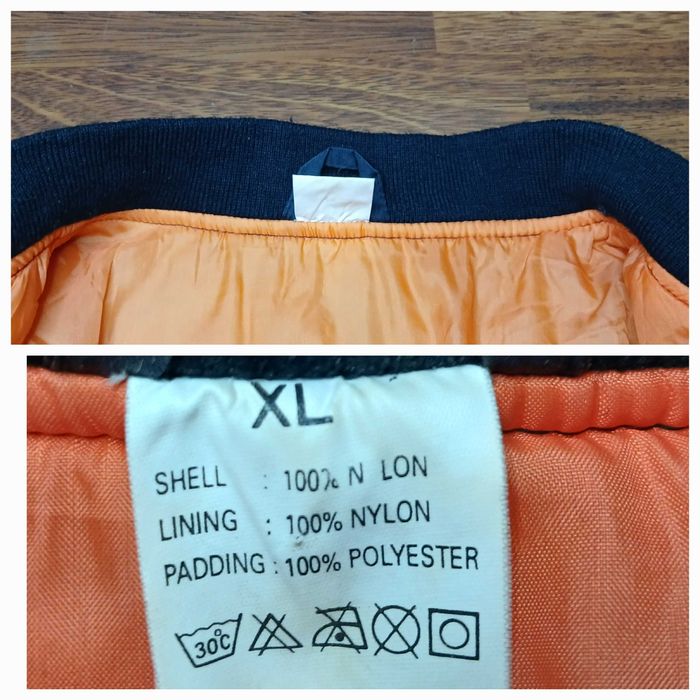 XL
SHELL : 100% N LON
LINING : 100% NYLON
PADDING : 100% POLYESTER
30°C